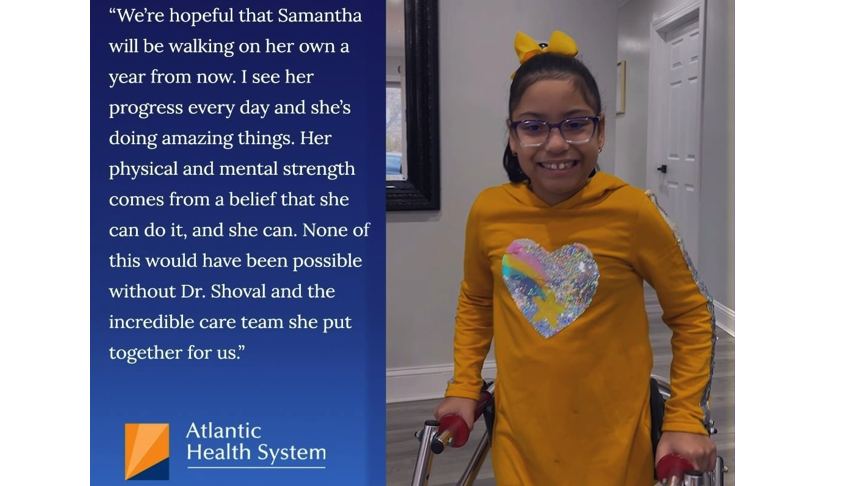 “We’re hopeful that Samantha
will be walking on her own a
year from now. I see her
progress every day and she’s
doing amazing things. Her
physical and mental strength
comes from a belief that she
can do it, and she can. None of
this would have been possible
without Dr. Shoval and the
incredible care team she put
together for us.”
Atlantic
Health System